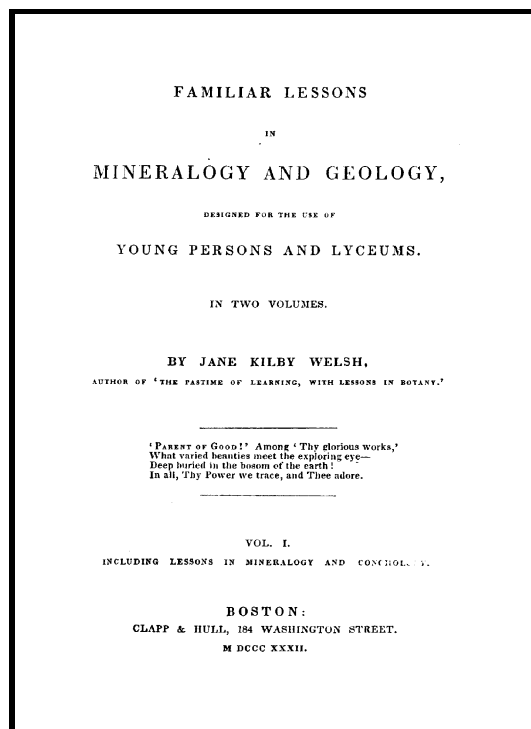 FAMILIAR LESSONS
IN
MINERALOGY AND GEOLOGY,
DESIGNED FOR THE USE OF
YOUNG PERSONS AND LYCEUMS.
IN TWO VOLUMES.
BY JANE KILBY WELSH,
AUTHOR OF 'THE PASTIME OF LEARNING, WITH LESSONS IN BOTANY.'
'PARENT OF GOOD!' Among 'Thy glorious works,'
What varied beauties meet the exploring eye—
Deep buried in the bosom of the earth!
In all, Thy Power we trace, and Thee adore.
VOL. I.
INCLUDING LESSONS IN MINERALOGY AND
BOSTON:
CLAPP & HULL, 184 WASHINGTON STREET.
M DCCC XXXII.